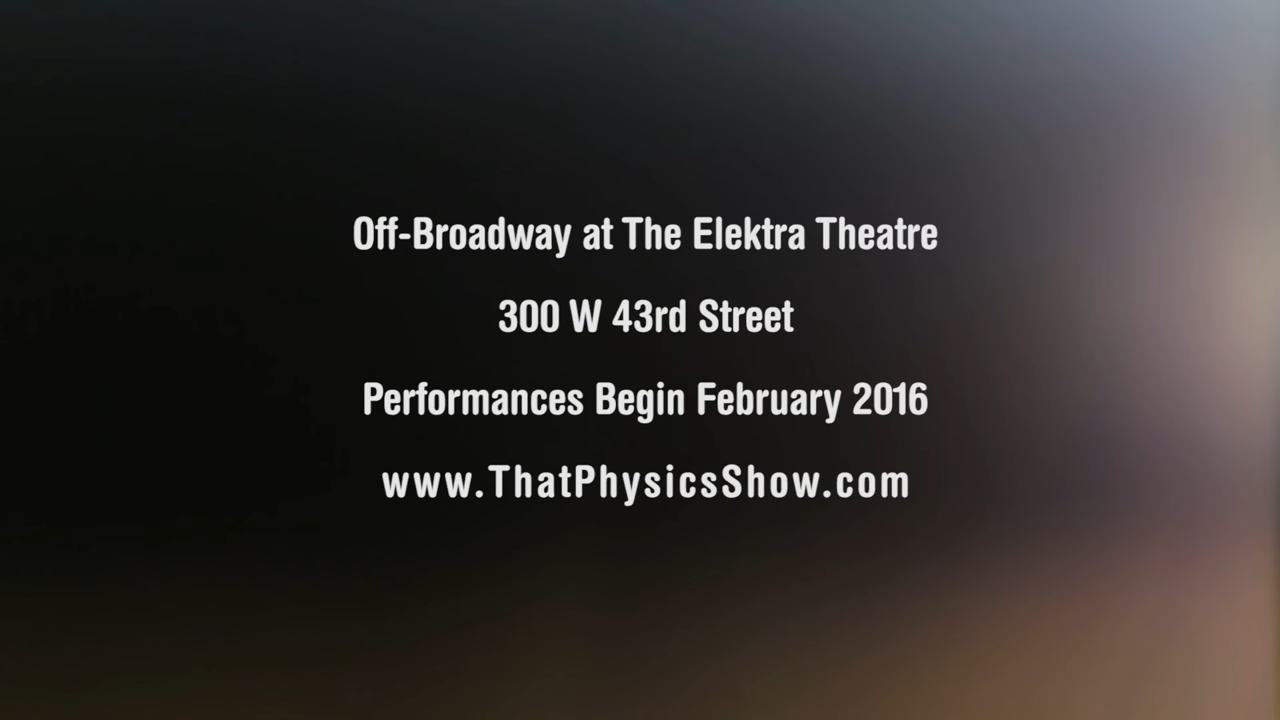 Off-Broadway at The Elektra Theatre
300 W 43rd Street
Performances Begin February 2016
www.ThatPhysicsShow.com